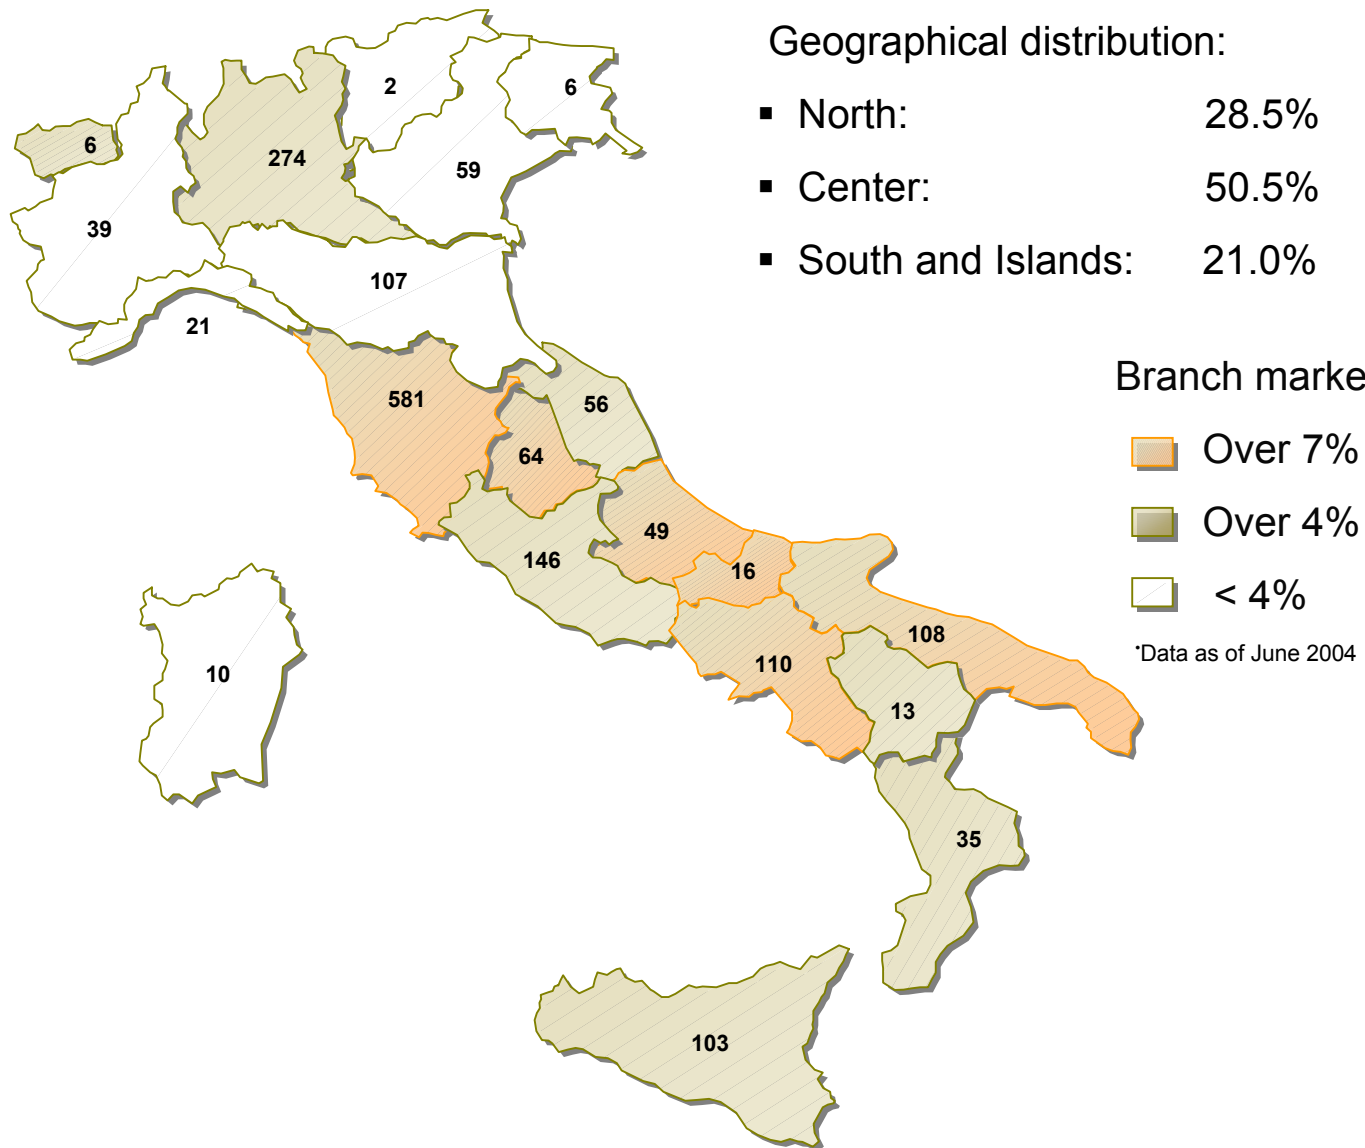 Geographical distribution:
▪ North: 28.5%
▪ Center: 50.5%
▪ South and Islands: 21.0%
2
6
6
274
59
39
107
21
581
56
64
49
146
16
108
110
10
13
35
103
Branch marke
Over 7%
Over 4%
< 4%
*Data as of June 2004